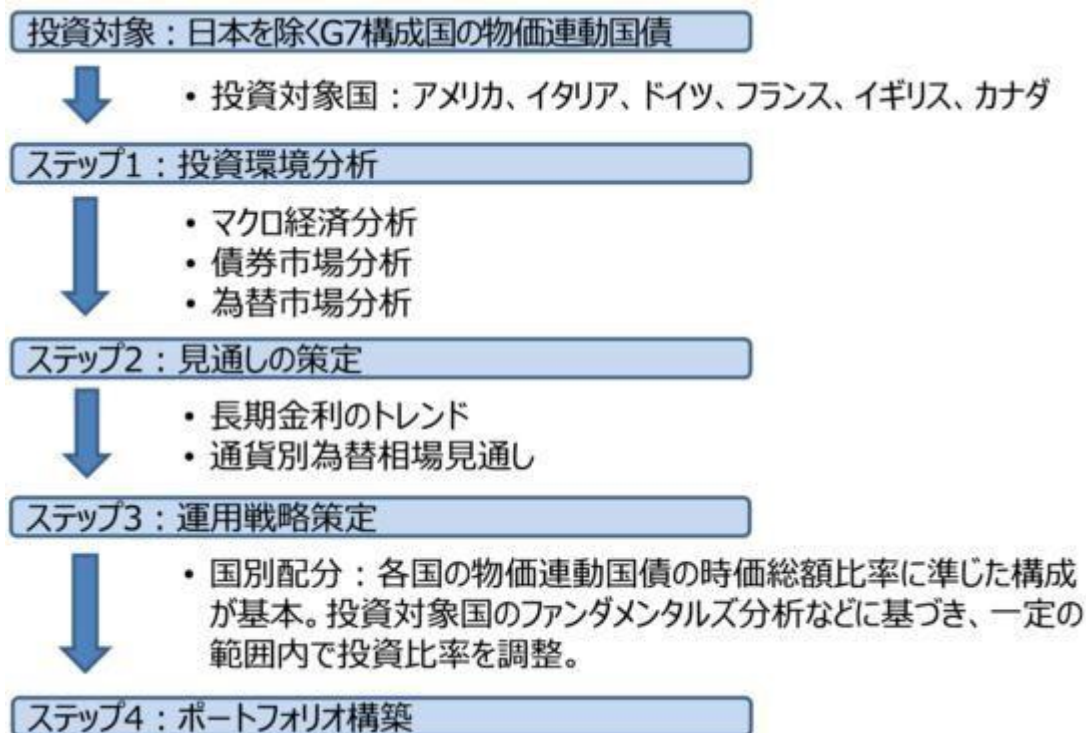 投資対象：日本を除くG7構成国の物価連動国債
• 投資対象国：アメリカ、イタリア、ドイツ、フランス、イギリス、カナダ
ステップ1：投資環境分析
• マクロ経済分析
• 債券市場分析
• 為替市場分析
ステップ2：見通しの策定
• 長期金利のトレンド
• 通貨別為替相場見通し
ステップ3：運用戦略策定
• 国別配分：各国の物価連動国債の時価総額比率に準じた構成
が基本。投資対象国のファンダメンタルズ分析などに基づき、一定の
範囲内で投資比率を調整。
ステップ4：ポートフォリオ構築